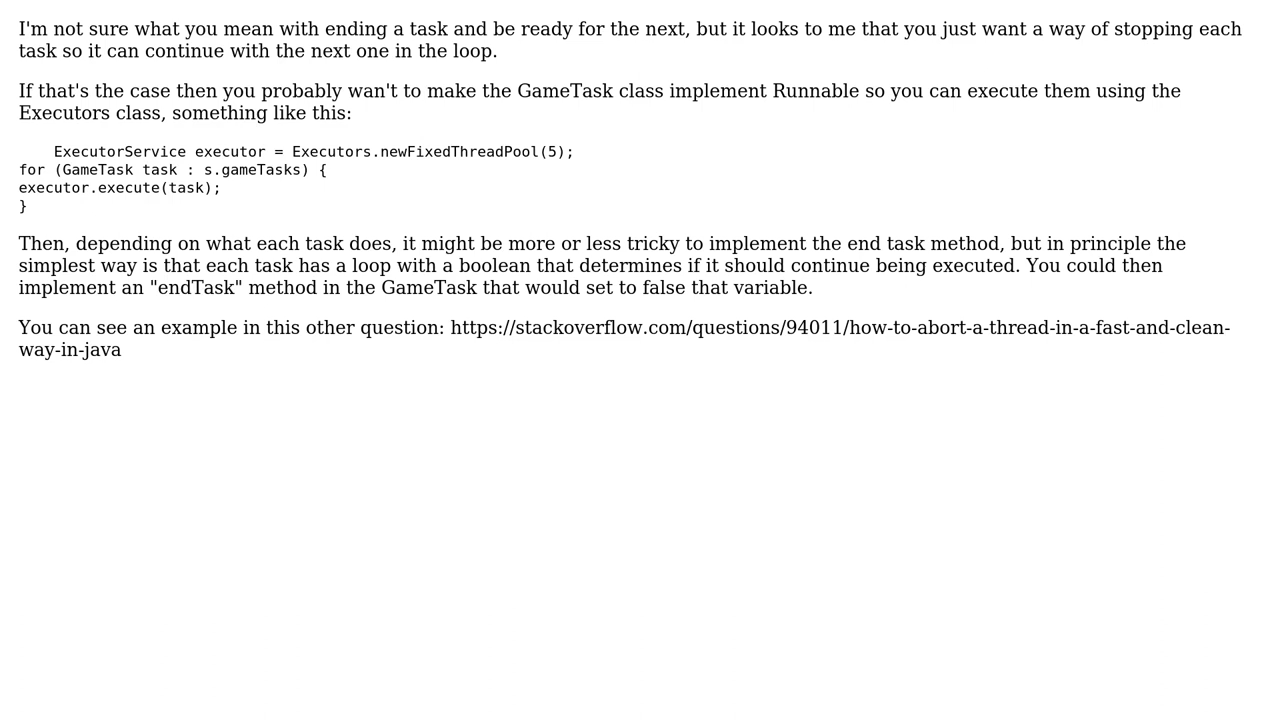 I'm not sure what you mean with ending a task and be ready for the next, but it looks to me that you just want a way of stopping each
task so it can continue with the next one in the loop.
If that's the case then you probably wan't to make the GameTask class implement Runnable so you can execute them using the
Executors class, something like this:
    ExecutorService executor = Executors.newFixedThreadPool(5);
for (GameTask task : s.gameTasks) {
executor.execute(task);
}
Then, depending on what each task does, it might be more or less tricky to implement the end task method, but in principle the
simplest way is that each task has a loop with a boolean that determines if it should continue being executed. You could then
implement an "endTask" method in the GameTask that would set to false that variable.
You can see an example in this other question: https://stackoverflow.com/questions/94011/how-to-abort-a-thread-in-a-fast-and-clean-
way-in-java